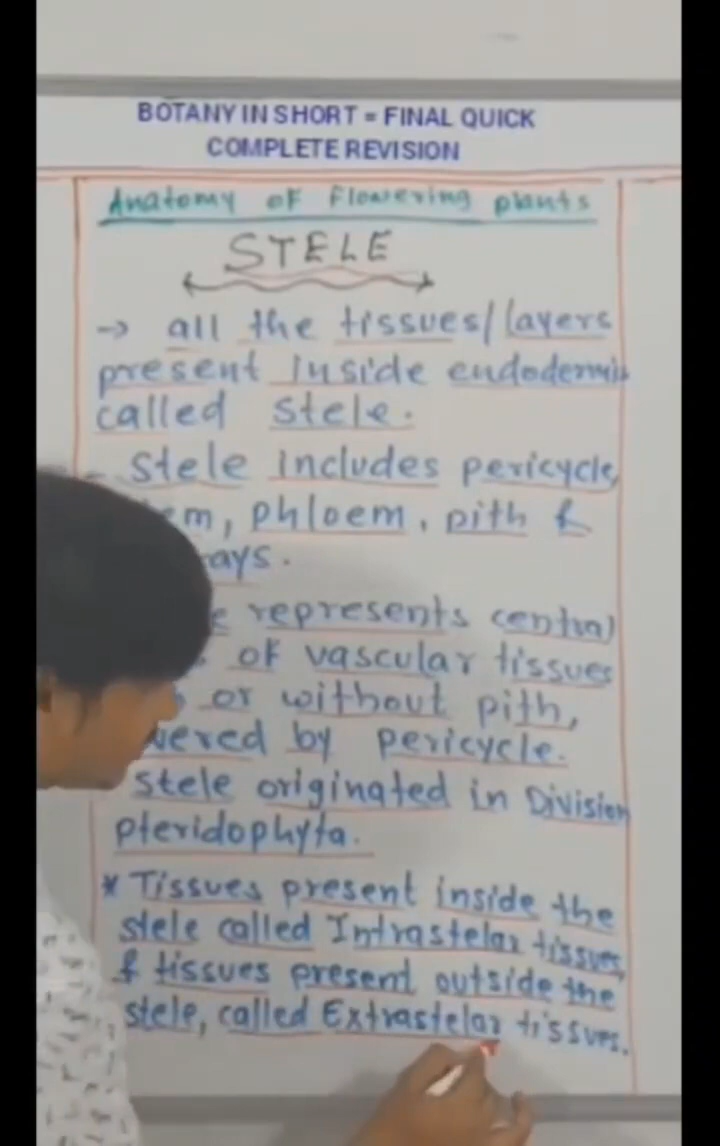 BOTANY IN SHORT = FINAL QUICK
COMPLETE REVISION
Anatomy of Flowering plants
STELE
→ all the tissues/layers
present inside endodermis
called stele.
- Stele includes pericycle,
m, phloem, pith &
ays.
represents central
of vascular tissues
or without pith,
vered by pericycle.
stele originated in Division
pteridophyta.
* Tissues present inside the
stele called Intrastelar tissues,
& tissues present outside the
stele, called Extrastelar tissues.